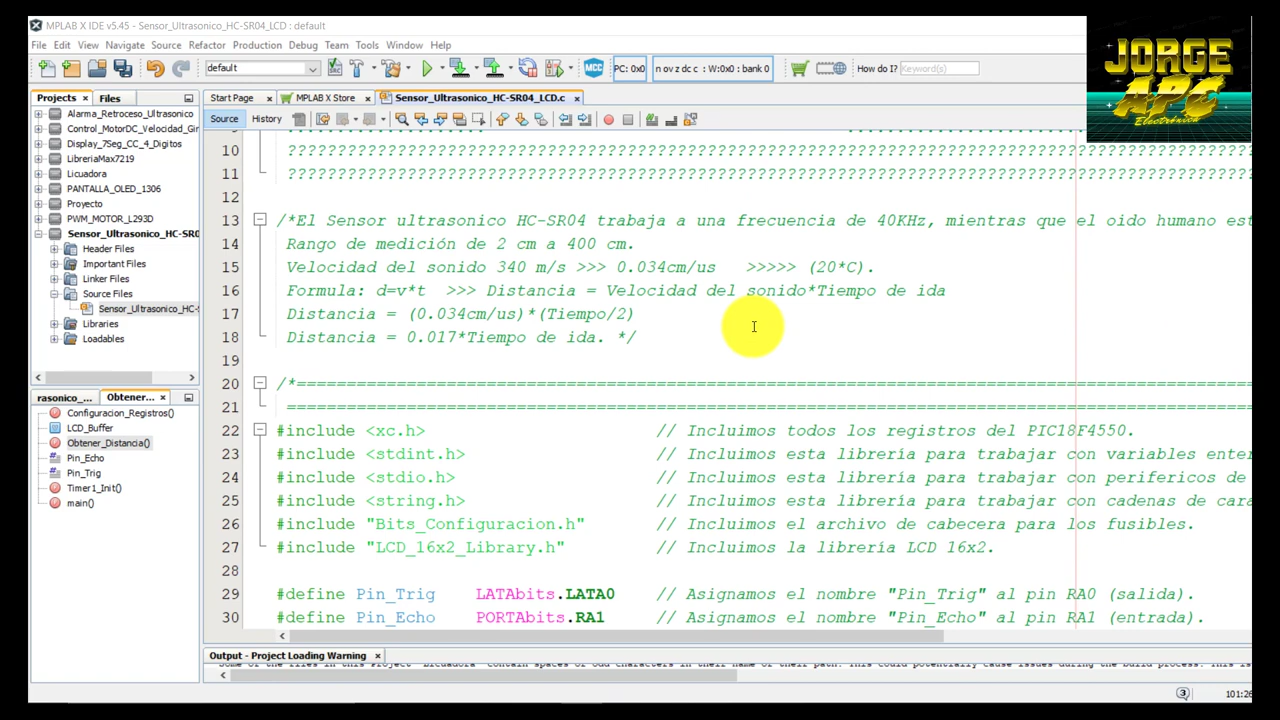 MPLAB X IDE v5.45 - Sensor_Ultrasonico_HC-SR04_LCD : default
File Edit View Navigate Source Refactor Production Debug Team Tools Window Help
default
MCC
PC: 0x0
n ov z dc c : W:0x0 : bank 0
How do I?
Keyword(s)
JORGE
APC
Electrónica
Projects
Files
Alarma_Retroceso_Ultrasonico
Control_MotorDC_Velocidad_Gir
Display_7Seg_CC_4_Digitos
LibreriaMax7219
Licuadora
PANTALLA_OLED_1306
Proyecto
PWM_MOTOR_L293D
Sensor_Ultrasonico_HC-SR0
Header Files
Important Files
Linker Files
Source Files
Sensor_Ultrasonico_HC-S
Libraries
Loadables
rasonico_...
Obtener...
Configuracion_Registros()
LCD_Buffer
Obtener_Distancia()
Pin_Echo
Pin_Trig
Timer1_Init()
main()
Start Page
MPLAB X Store
Sensor_Ultrasonico_HC-SR04_LCD.c
Source
History
10
11
12
13 /*El Sensor ultrasonico HC-SR04 trabaja a una frecuencia de 40KHz, mientras que el oido humano est
14 Rango de medición de 2 cm a 400 cm.
15 Velocidad del sonido 340 m/s >>> 0.034cm/us >>>>> (20*C).
16 Formula: d=v*t >>> Distancia = Velocidad del sonido*Tiempo de ida
17 Distancia = (0.034cm/us)*(Tiempo/2)
18 Distancia = 0.017*Tiempo de ida. */
19
20
21
22 #include <xc.h> // Incluimos todos los registros del PIC18F4550.
23 #include <stdint.h> // Incluimos esta librería para trabajar con variables enter
24 #include <stdio.h> // Incluimos esta librería para trabajar con perifericos de
25 #include <string.h> // Incluimos esta librería para trabajar con cadenas de cara
26 #include "Bits_Configuracion.h" // Incluimos el archivo de cabecera para los fusibles.
27 #include "LCD_16x2_Library.h" // Incluimos la librería LCD 16x2.
28
29 #define Pin_Trig LATAbits.LATA0 // Asignamos el nombre "Pin_Trig" al pin RA0 (salida).
30 #define Pin_Echo PORTAbits.RA1 // Asignamos el nombre "Pin_Echo" al pin RA1 (entrada).
Output - Project Loading Warning
3
101:26